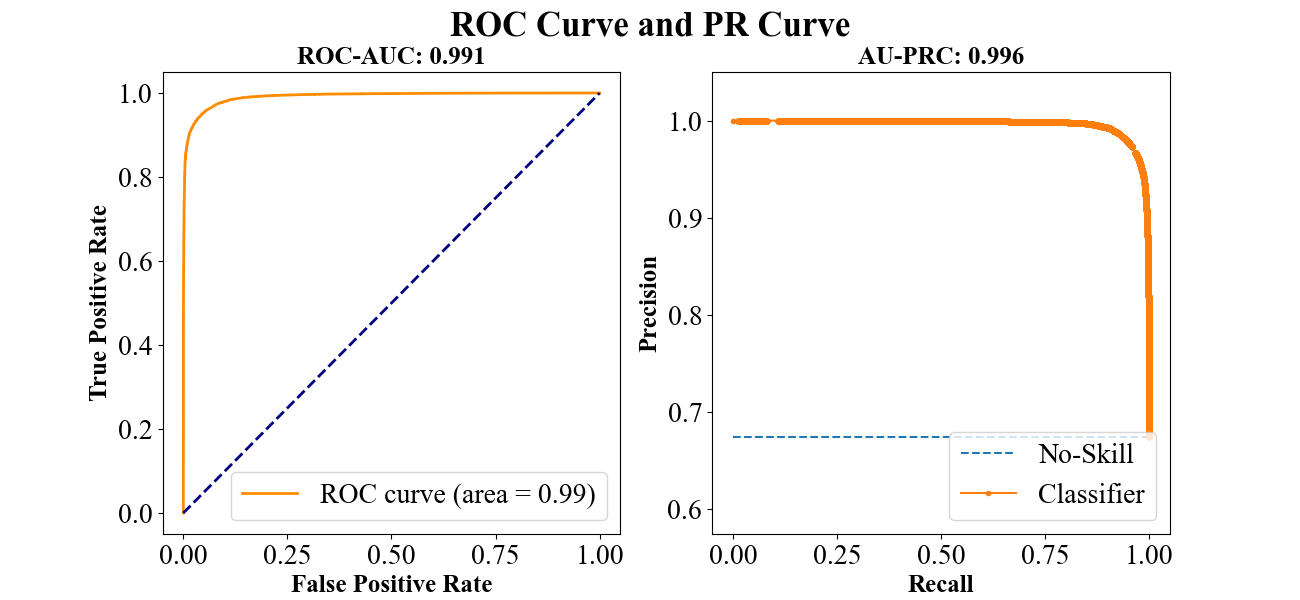 ROC Curve and PR Curve
ROC-AUC: 0.991
1.0
0.8
0.6
0.4
0.2
0.0
True Positive Rate
ROC curve (area = 0.99)
0.00 0.25 0.50 0.75 1.00
False Positive Rate
AU-PRC: 0.996
1.0
0.9
0.8
0.7
0.6
Precision
No-Skill
Classifier
0.00 0.25 0.50 0.75 1.00
Recall